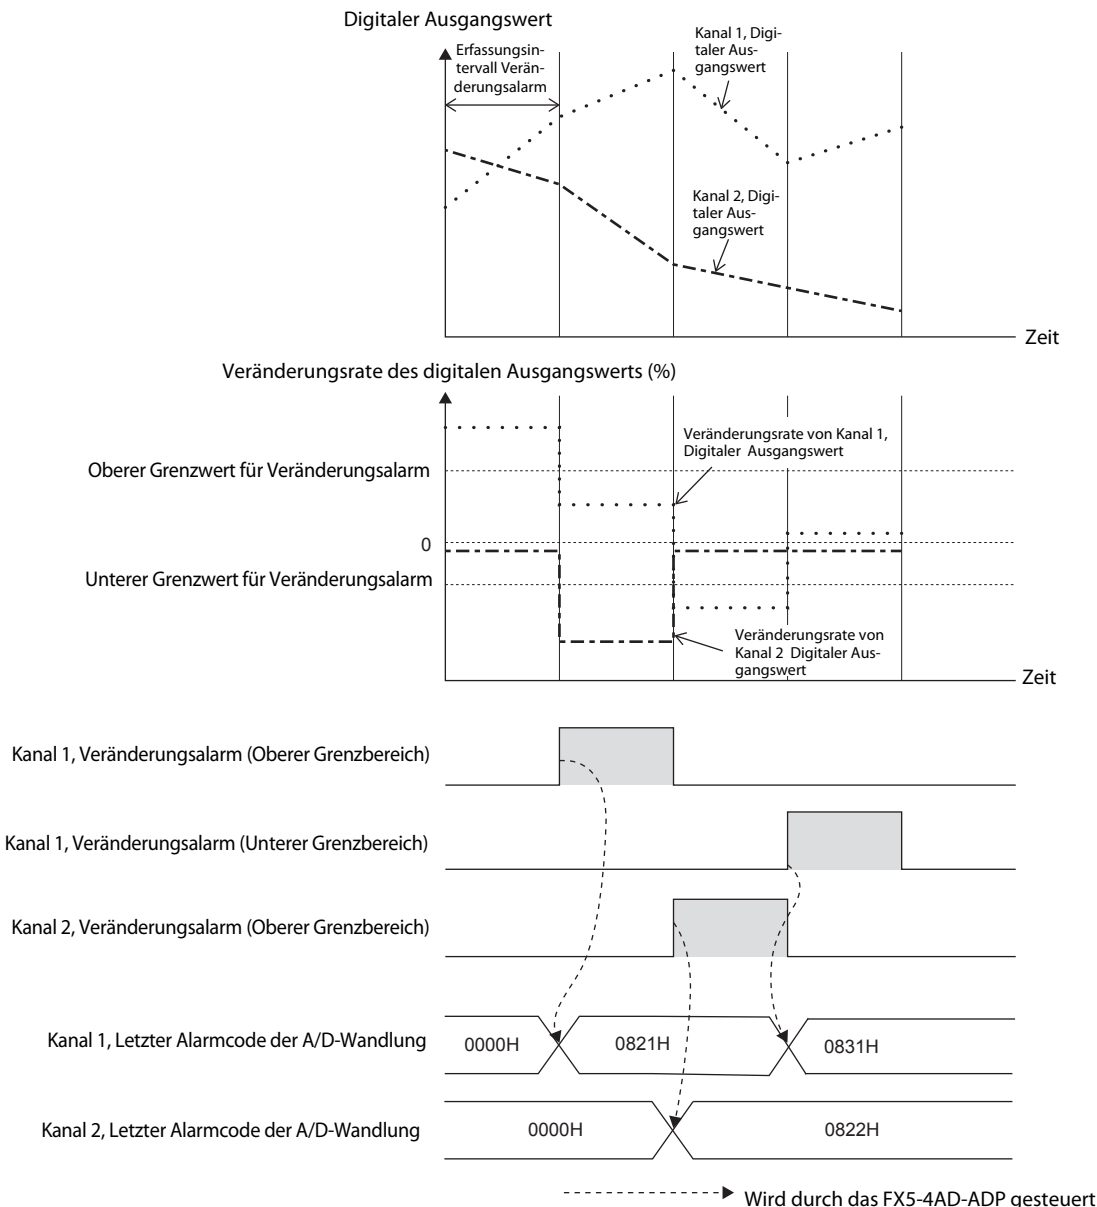 Digitaler Ausgangswert
Erfassungsin-
tervall Verän-
derungsalarm
Kanal 1, Digi-
taler Aus-
gangswert
Kanal 2, Digi-
taler Aus-
gangswert
Zeit
Veränderungsrate des digitalen Ausgangswerts (%)
Veränderungsrate von Kanal 1,
Digitaler Ausgangswert
Oberer Grenzwert für Veränderungsalarm
0
Unterer Grenzwert für Veränderungsalarm
Veränderungsrate von
Kanal 2 Digitaler Aus-
gangswert
Zeit
Kanal 1, Veränderungsalarm (Oberer Grenzbereich)
Kanal 1, Veränderungsalarm (Unterer Grenzbereich)
Kanal 2, Veränderungsalarm (Oberer Grenzbereich)
Kanal 1, Letzter Alarmcode der A/D-Wandlung
0000H
0821H
0831H
Kanal 2, Letzter Alarmcode der A/D-Wandlung
0000H
0822H
Wird durch das FX5-4AD-ADP gesteuert